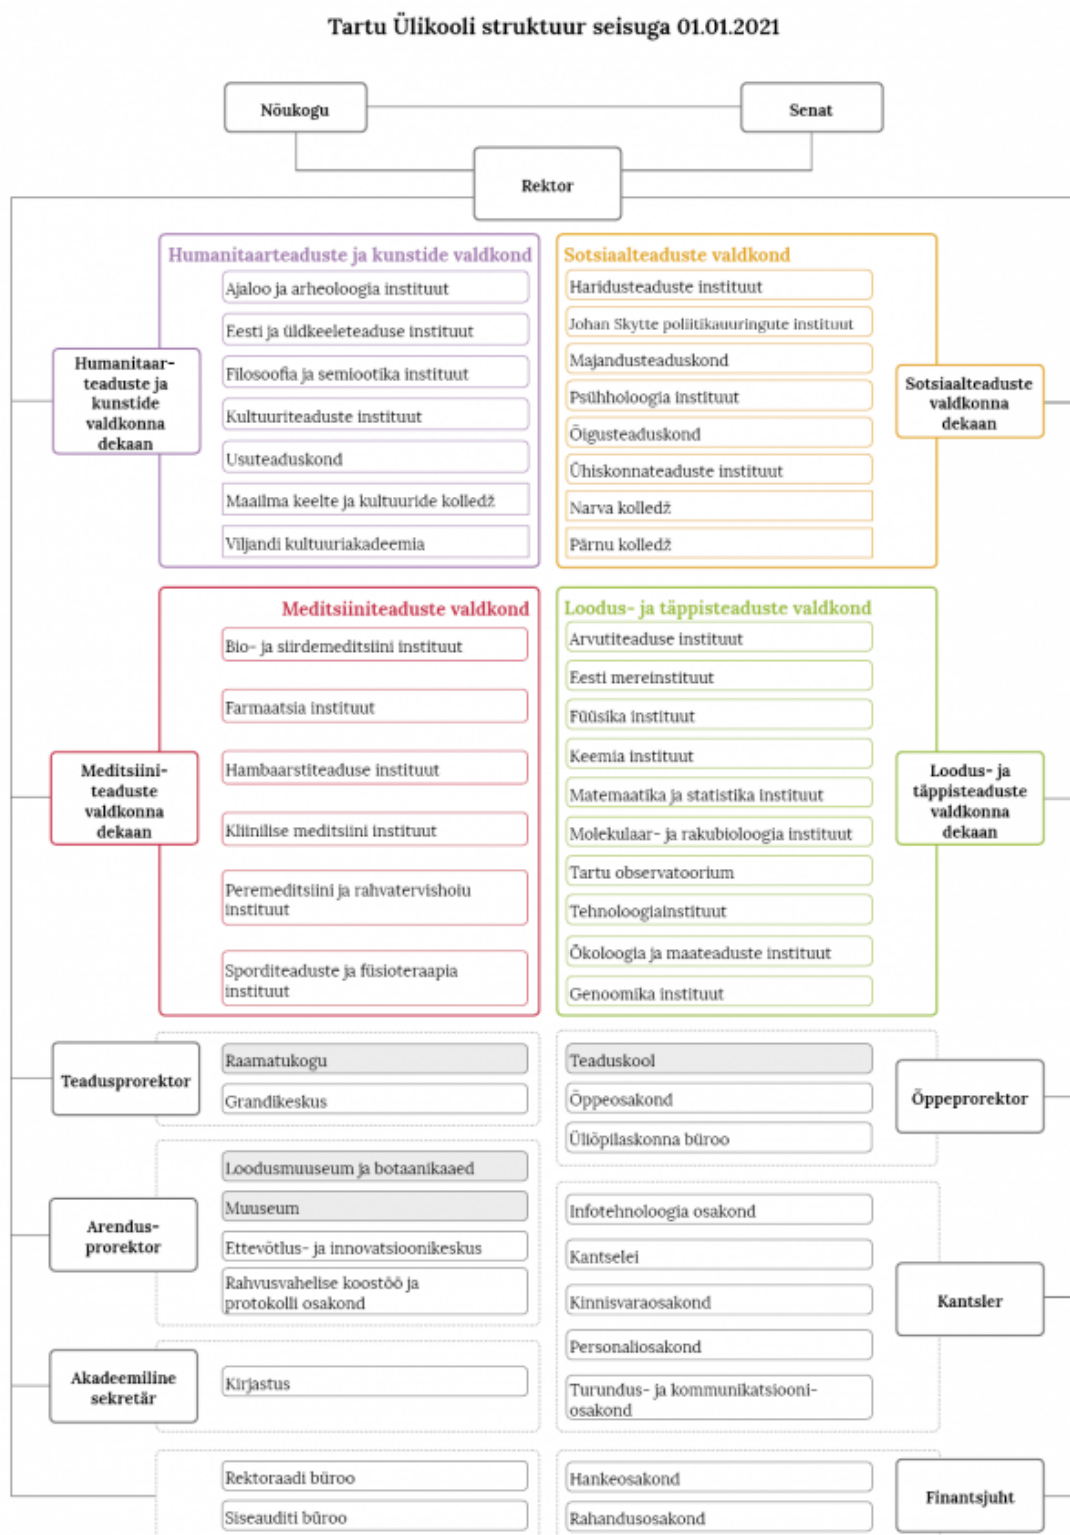 Tartu Ülikooli struktuur seisuga 01.01.2021
Nõukogu
Senat
Rektor
Humanitaarteaduste ja kunstide valdkond
Ajaloo ja arheoloogia instituut
Eesti ja üldkeeleteaduse instituut
Filosoofia ja semiootika instituut
Kultuuriteaduste instituut
Usuteaduskond
Maailma keelte ja kultuuride kolledž
Viljandi kultuuriakadeemia
Humanitaar-
teaduste ja
kunstide
valdkonna
dekaan
Sotsiaalteaduste valdkond
Haridusteaduste instituut
Johan Skytte poliitikauuringute instituut
Majandusteaduskond
Psühholoogia instituut
Õigusteaduskond
Ühiskonnateaduste instituut
Narva kolledž
Pärnu kolledž
Sotsiaalteaduste
valdkonna
dekaan
Meditsiiniteaduste valdkond
Bio- ja siirdemeditsiini instituut
Farmaatsia instituut
Hambaarstiteaduse instituut
Kliinilise meditsiini instituut
Peremeditsiini ja rahvatervishoiu
instituut
Sporditeaduste ja füsioteraapia
instituut
Meditsiini-
teaduste
valdkonna
dekaan
Loodus- ja täppisteaduste valdkond
Arvutiteaduse instituut
Eesti mereinstituut
Füüsika instituut
Keemia instituut
Matemaatika ja statistika instituut
Molekulaar- ja rakubioloogia instituut
Tartu observatoorium
Tehnoloogiainstituut
Ökoloogia ja maateaduste instituut
Genoomika instituut
Loodus- ja
täppisteaduste
valdkonna
dekaan
Teadusprorektor
Raamatukogu
Grandikeskus
Teaduskool
Õppeosakond
Üliõpilaskonna büroo
Õppeprorektor
Arendus-
prorektor
Loodusmuuseum ja botaanikaaed
Muuseum
Ettevõtlus- ja innovatsioonikeskus
Rahvusvahelise koostöö ja
protokolli osakond
Infotehnoloogia osakond
Kantselei
Kinnisvaraosakond
Personaliosakond
Turundus- ja kommunikatsiooni-
osakond
Kantsler
Akadeemiline
sekretär
Kirjastus
Rektoraadi büroo
Siseauditi büroo
Hankeosakond
Rahandusosakond
Finantsjuht